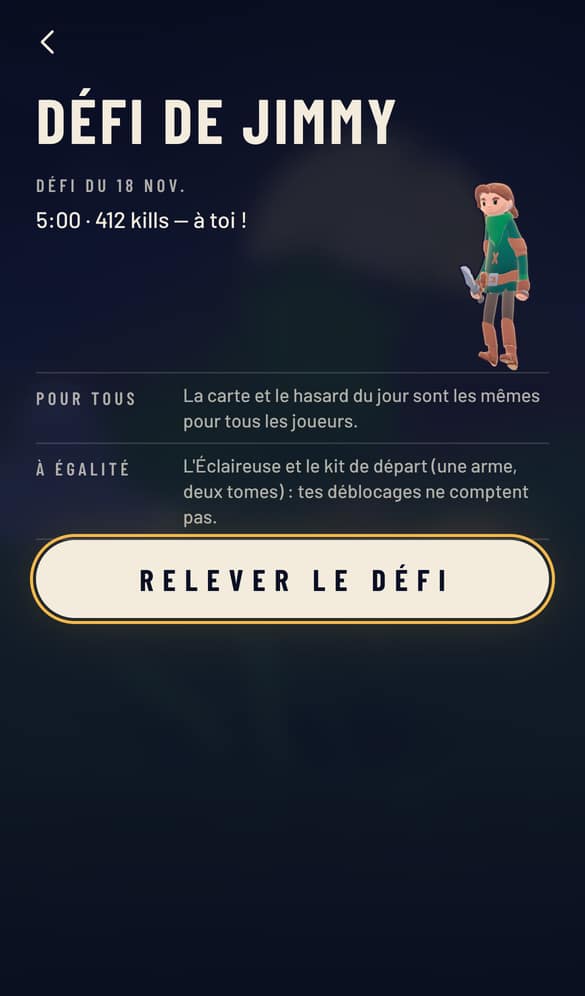 DÉFI DE JIMMY
DÉFI DU 18 NOV.
5:00 · 412 kills — à toi !
POUR TOUS
La carte et le hasard du jour sont les mêmes
pour tous les joueurs.
À ÉGALITÉ
L'Éclaireuse et le kit de départ (une arme,
deux tomes) : tes déblocages ne comptent
pas.
RELEVER LE DÉFI